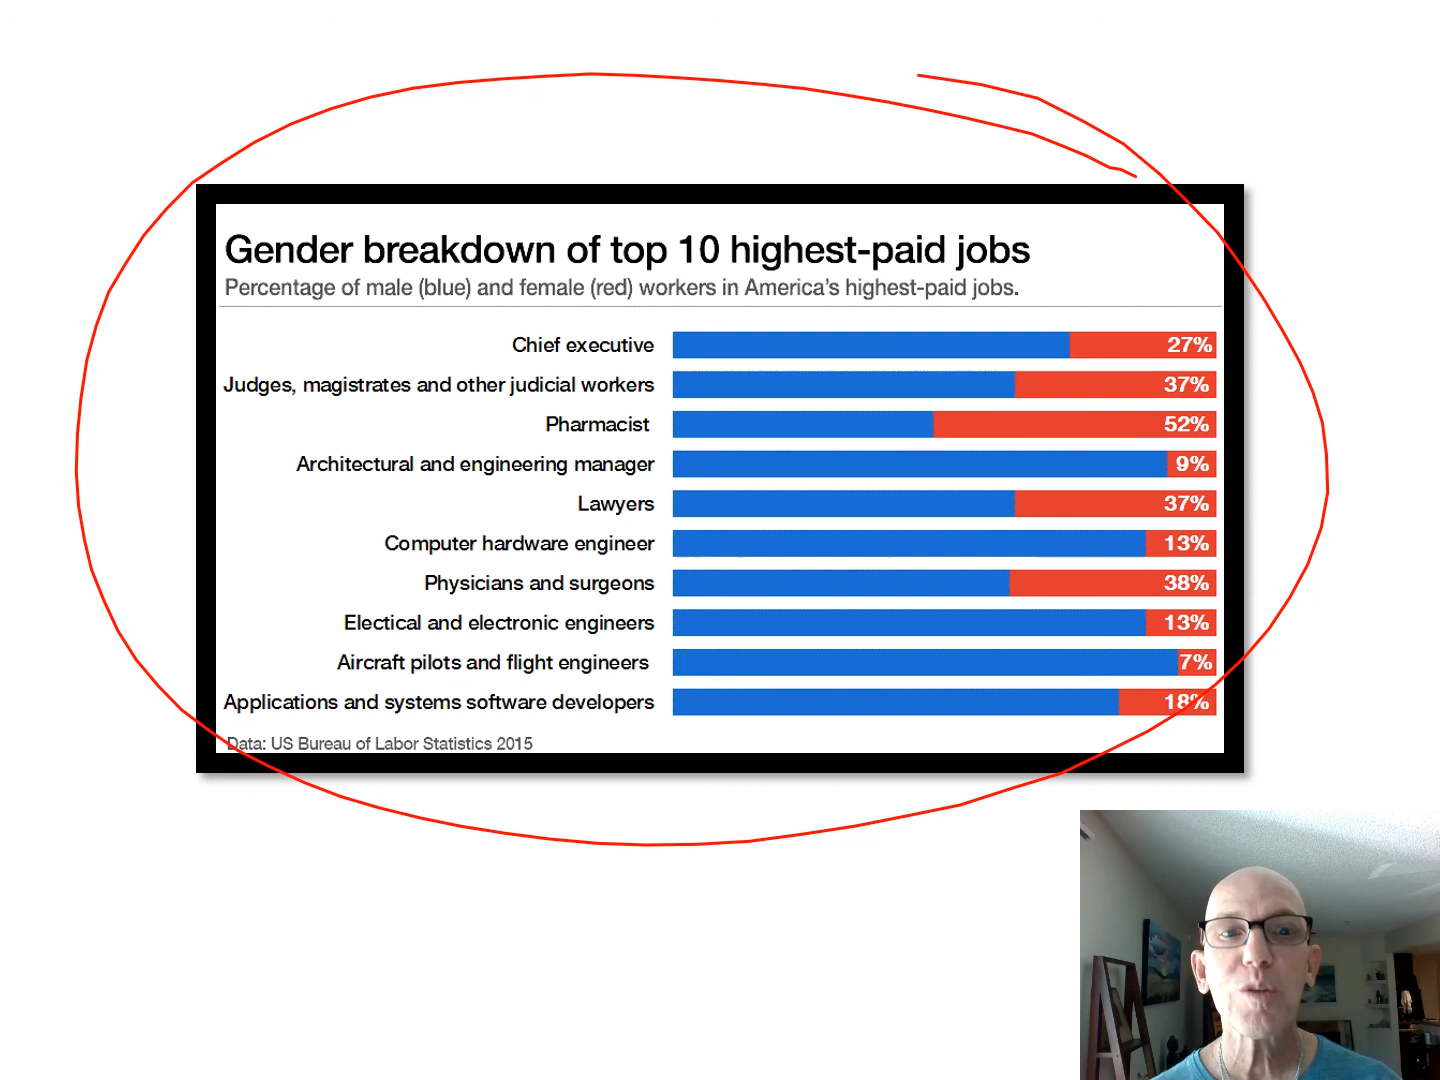 Gender breakdown of top 10 highest-paid jobs
Percentage of male (blue) and female (red) workers in America's highest-paid jobs.
Chief executive 27%
Judges, magistrates and other judicial workers 37%
Pharmacist 52%
Architectural and engineering manager 9%
Lawyers 37%
Computer hardware engineer 13%
Physicians and surgeons 38%
Electical and electronic engineers 13%
Aircraft pilots and flight engineers 7%
Applications and systems software developers 18%
Data: US Bureau of Labor Statistics 2015